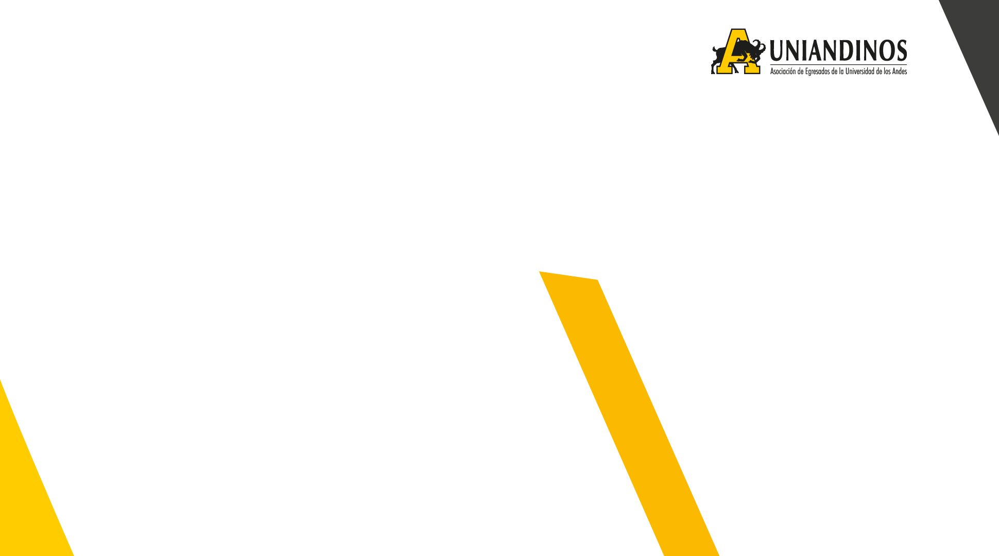 A UNIANDINOS
Asociación de Egresados de la Universidad de los Andes